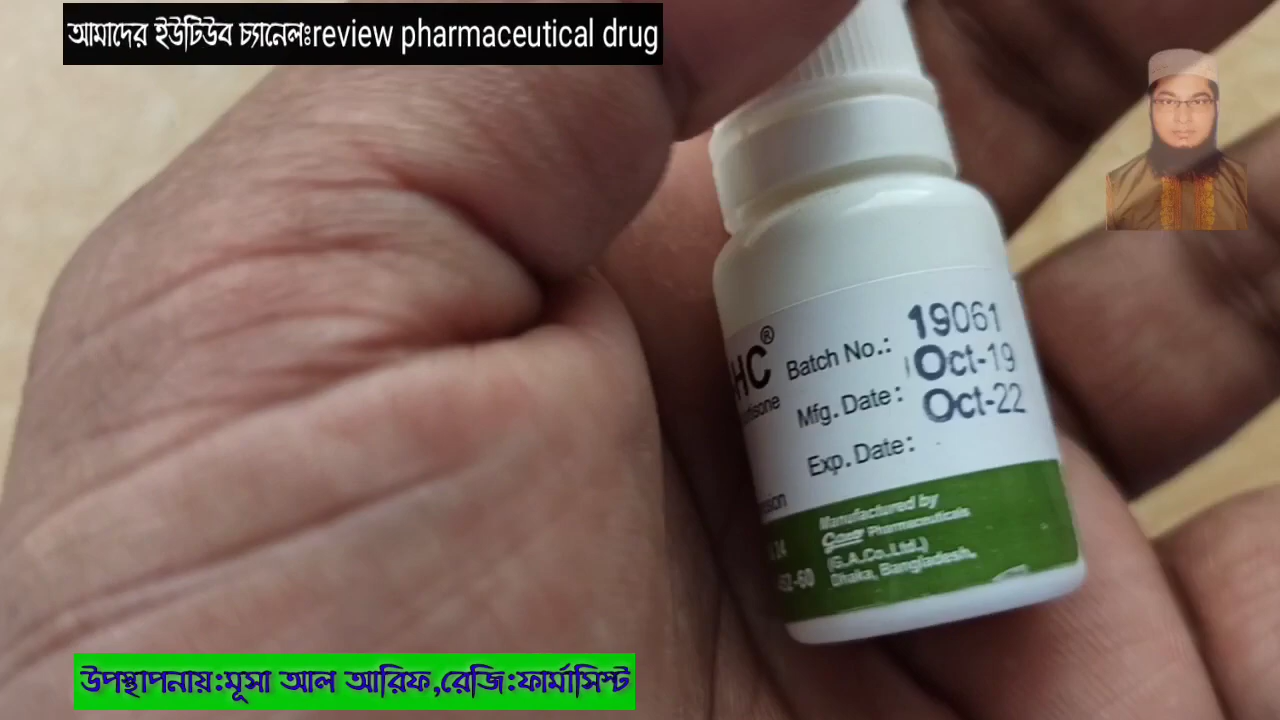 আমাদের ইউটিউব চ্যানেলঃreview pharmaceutical drug
HC®
Batch No.: 19061
Mfg. Date: Oct-19
Exp. Date: Oct-22
Manufactured by
Pharmaceuticals
(G.A.Co.Ltd.)
Dhaka, Bangladesh.
উপস্থাপনায়:মূসা আল আরিফ,রেজি:ফার্মাসিস্ট